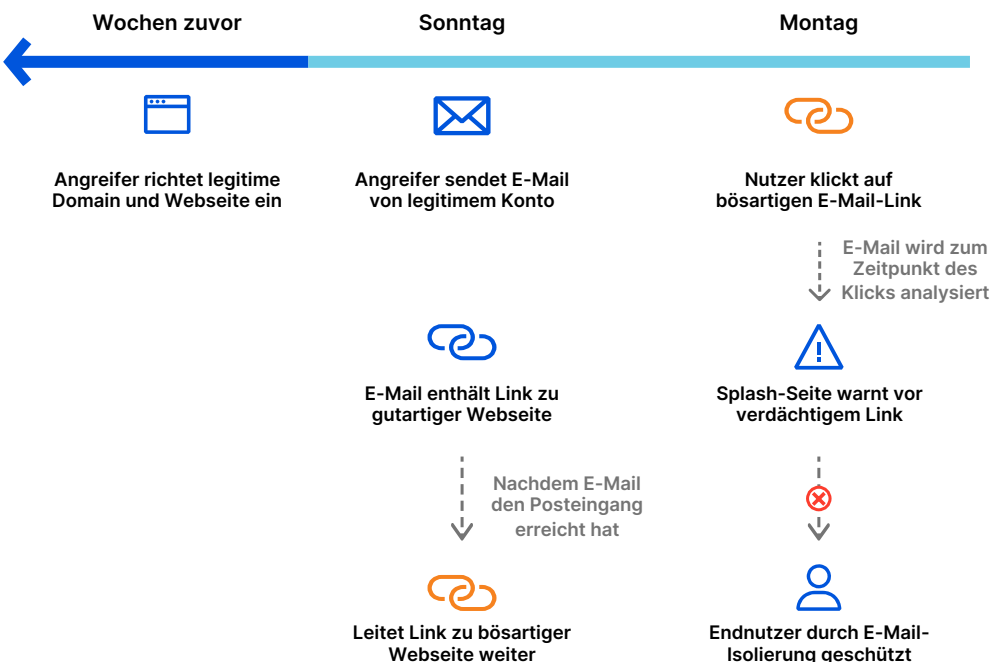 Wochen zuvor
Sonntag
Montag
Angreifer richtet legitime
Domain und Webseite ein
Angreifer sendet E-Mail
von legitimem Konto
Nutzer klickt auf
bösartigen E-Mail-Link
E-Mail wird zum
Zeitpunkt des
Klicks analysiert
E-Mail enthält Link zu
gutartiger Webseite
Splash-Seite warnt vor
verdächtigem Link
Nachdem E-Mail
den Posteingang
erreicht hat
Leitet Link zu bösartiger
Webseite weiter
Endnutzer durch E-Mail-
Isolierung geschützt